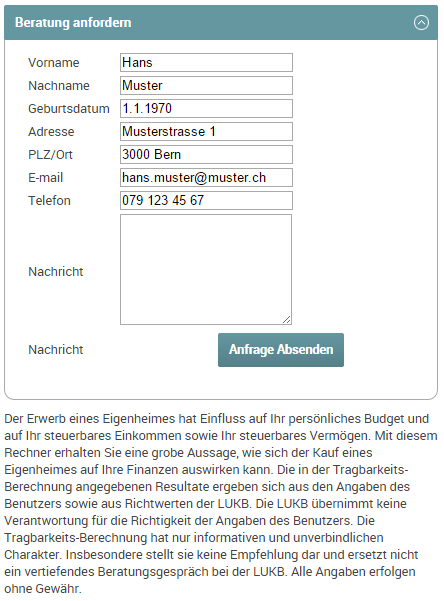 Beratung anfordern
Vorname Hans
Nachname Muster
Geburtsdatum 1.1.1970
Adresse Musterstrasse 1
PLZ/Ort 3000 Bern
E-mail hans.muster@muster.ch
Telefon 079 123 45 67
Nachricht
Nachricht Anfrage Absenden
Der Erwerb eines Eigenheimes hat Einfluss auf Ihr persönliches Budget und
auf Ihr steuerbares Einkommen sowie Ihr steuerbares Vermögen. Mit diesem
Rechner erhalten Sie eine grobe Aussage, wie sich der Kauf eines
Eigenheimes auf Ihre Finanzen auswirken kann. Die in der Tragbarkeits-
Berechnung angegebenen Resultate ergeben sich aus den Angaben des
Benutzers sowie aus Richtwerten der LUKB. Die LUKB übernimmt keine
Verantwortung für die Richtigkeit der Angaben des Benutzers. Die
Tragbarkeits-Berechnung hat nur informativen und unverbindlichen
Charakter. Insbesondere stellt sie keine Empfehlung dar und ersetzt nicht
ein vertiefendes Beratungsgespräch bei der LUKB. Alle Angaben erfolgen
ohne Gewähr.